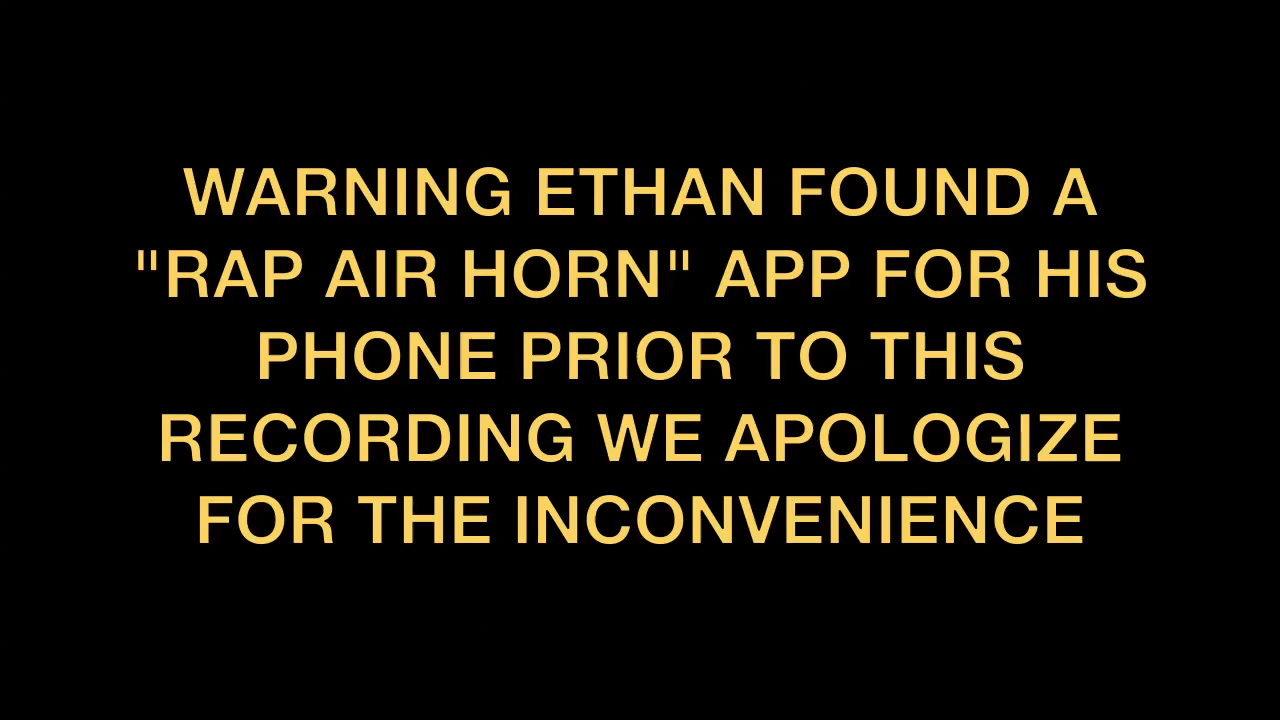 WARNING ETHAN FOUND A
"RAP AIR HORN" APP FOR HIS
PHONE PRIOR TO THIS
RECORDING WE APOLOGIZE
FOR THE INCONVENIENCE